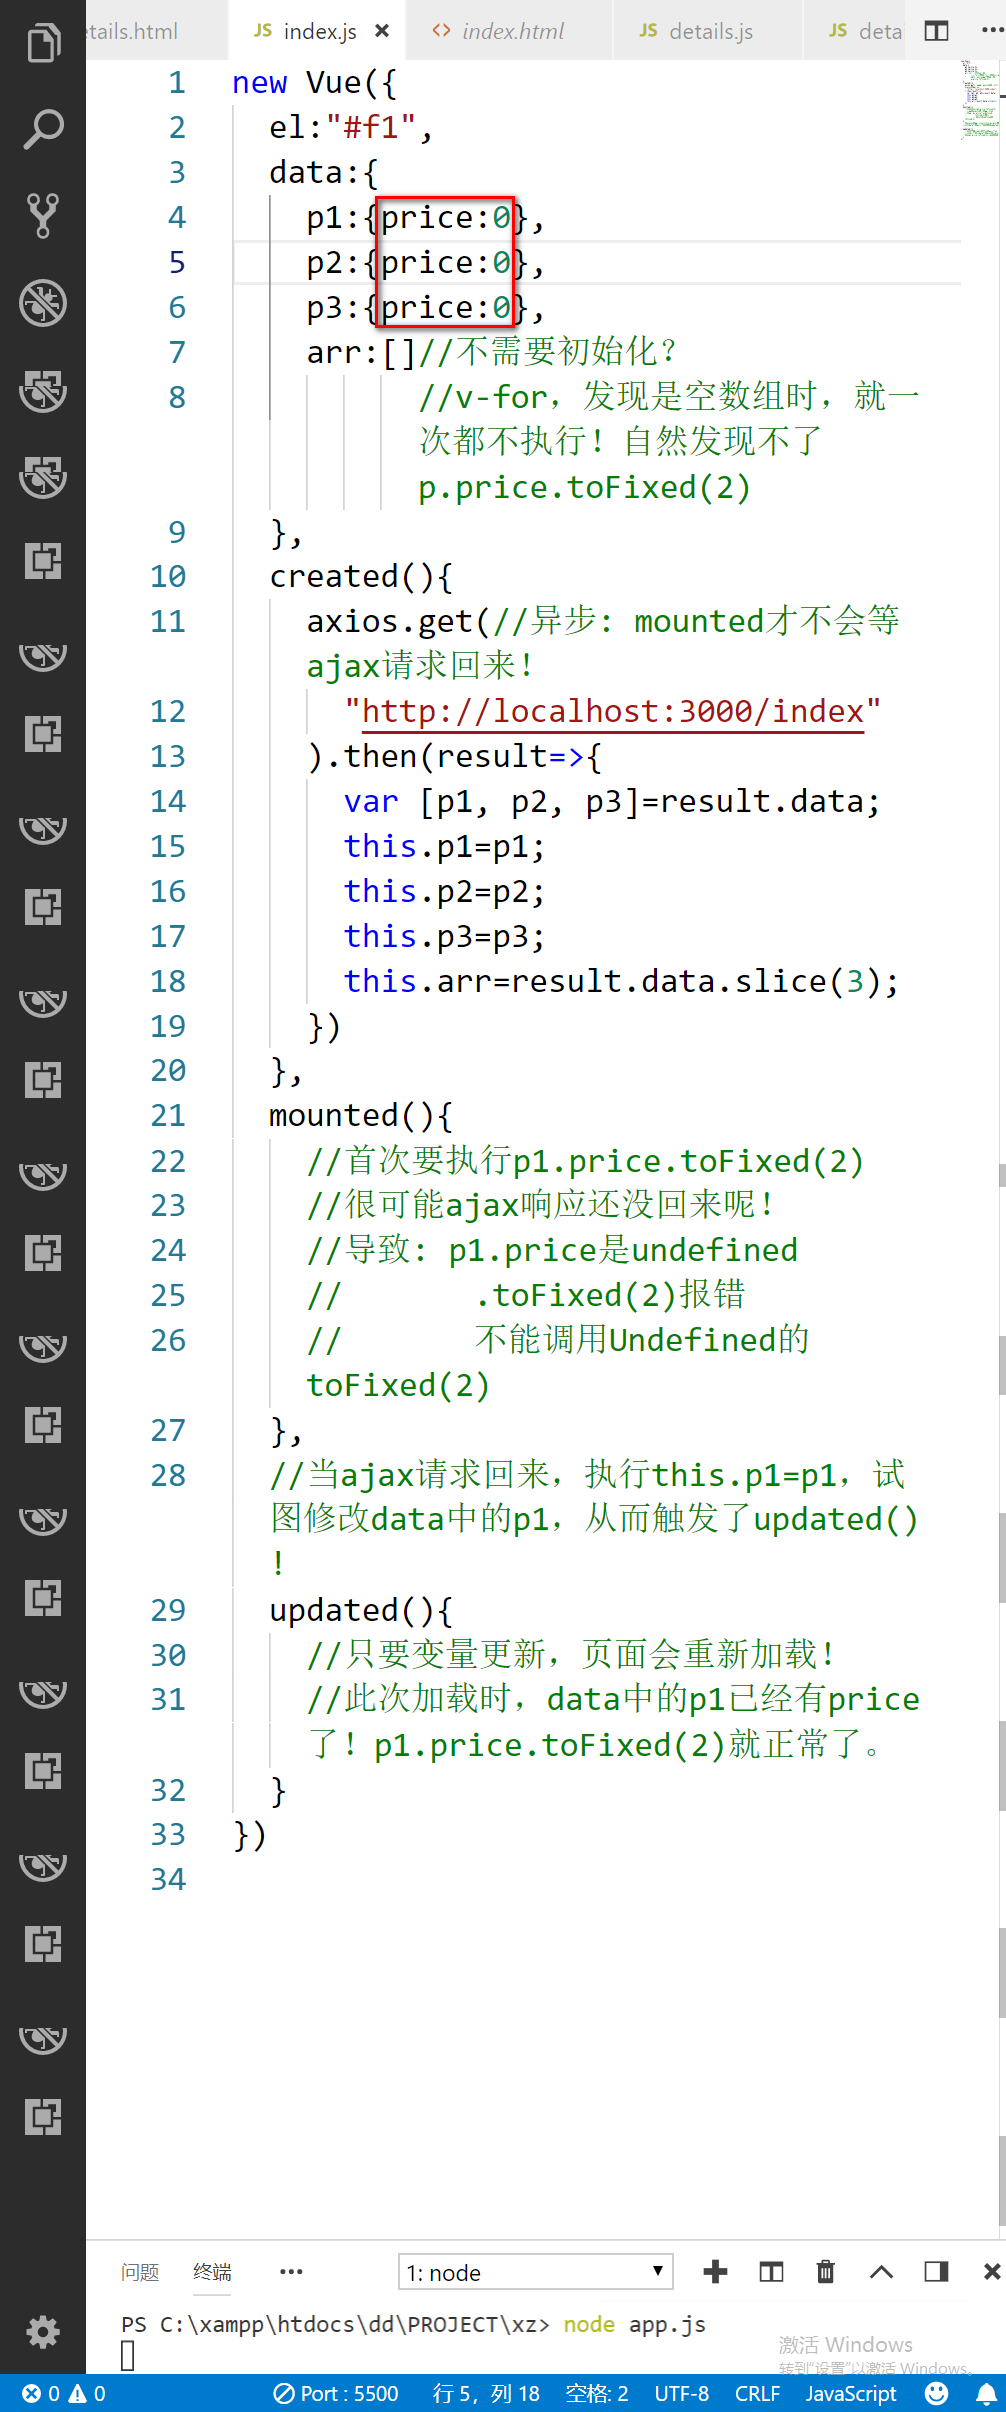 etails.html
JS index.js
<> index.html
JS details.js
JS detai
1 new Vue({
2 el:"#f1",
3 data:{
4 p1:{price:0},
5 p2:{price:0},
6 p3:{price:0},
7 arr:[]//不需要初始化?
8 //v-for，发现是空数组时，就一
次都不执行！自然发现不了
p.price.toFixed(2)
9 },
10 created(){
11 axios.get(//异步: mounted才不会等
ajax请求回来！
12 "http://localhost:3000/index"
13 ).then(result=>{
14 var [p1, p2, p3]=result.data;
15 this.p1=p1;
16 this.p2=p2;
17 this.p3=p3;
18 this.arr=result.data.slice(3);
19 })
20 },
21 mounted(){
22 //首次要执行p1.price.toFixed(2)
23 //很可能ajax响应还没回来呢！
24 //导致: p1.price是undefined
25 // .toFixed(2)报错
26 // 不能调用Undefined的
toFixed(2)
27 },
28 //当ajax请求回来，执行this.p1=p1，试
图修改data中的p1，从而触发了updated()
！
29 updated(){
30 //只要变量更新，页面会重新加载！
31 //此次加载时，data中的p1已经有price
了！p1.price.toFixed(2)就正常了。
32 }
33 })
34
问题 终端 ··· 1: node
PS C:\xampp\htdocs\dd\PROJECT\xz> node app.js
激活 Windows
转到"设置"以激活 Windows。
0 0 Port : 5500 行 5，列 18 空格: 2 UTF-8 CRLF JavaScript